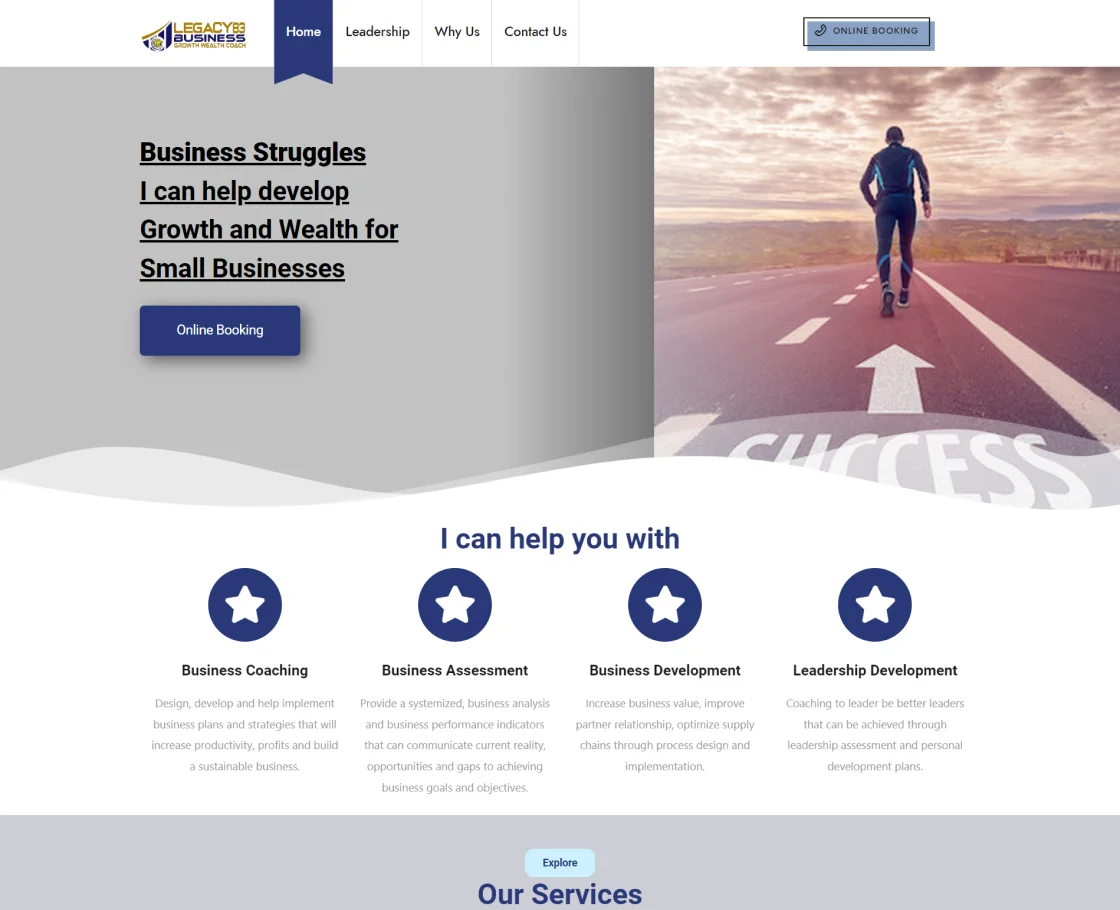 LEGACY83
BUSINESS
GROWTH WEALTH COACH
Home
Leadership
Why Us
Contact Us
ONLINE BOOKING
Business Struggles
I can help develop
Growth and Wealth for
Small Businesses
Online Booking
SUCCESS
I can help you with
Business Coaching
Design, develop and help implement
business plans and strategies that will
increase productivity, profits and build
a sustainable business.
Business Assessment
Provide a systemized, business analysis
and business performance indicators
that can communicate current reality,
opportunities and gaps to achieving
business goals and objectives.
Business Development
Increase business value, improve
partner relationship, optimize supply
chains through process design and
implementation.
Leadership Development
Coaching to leader be better leaders
that can be achieved through
leadership assessment and personal
development plans.
Explore
Our Services